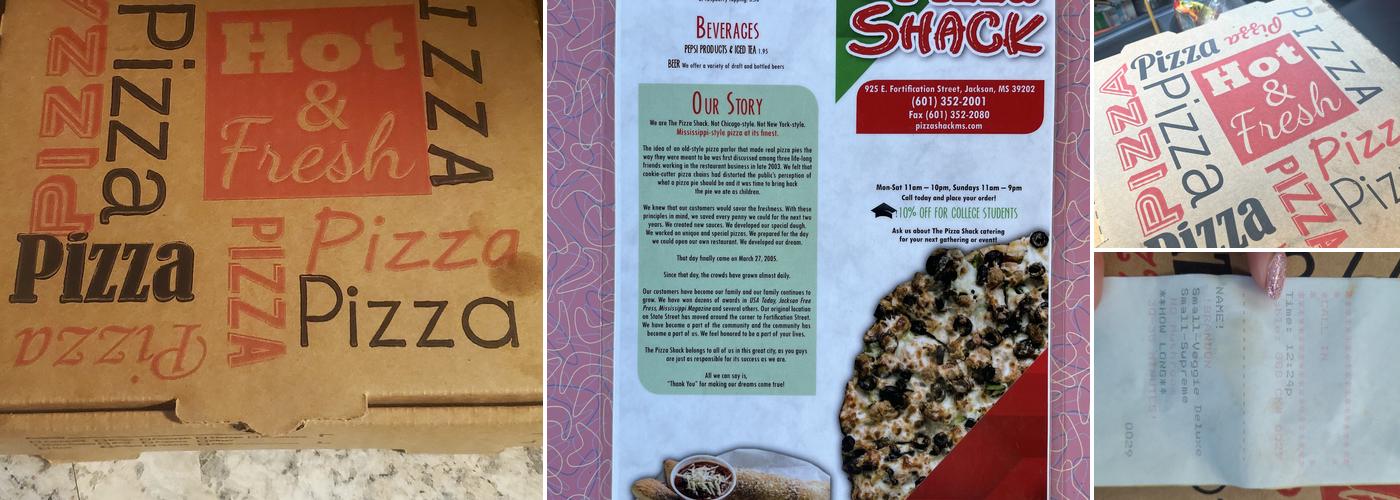 Pizza
Hot
&
Fresh
PIZZA
Pizza
Pizza
PIZZA
Pizza
Pizza
Pizza
BEVERAGES
PEPSI PRODUCTS & ICED TEA 1.95
BEER We offer a variety of draft and bottled beers
OUR STORY
We are The Pizza Shack. Not Chicago-style. Not New York-style.
Mississippi-style pizza at its finest.
The idea of an old-style pizza parlor that made real pizza pies the
way they were meant to be was first discussed among three life-long
friends working in the restaurant business in late 2003. We felt that
cookie-cutter pizza chains had distorted the public's perception of
what a pizza pie should be and it was time to bring back
the pie we ate as children.
We knew that our customers would savor the freshness. With these
principles in mind, we saved every penny we could for the next two
years. We created new sauces. We developed our special dough.
We worked on unique and special pizzas. We prepared for the day
we could open our own restaurant. We developed our dream.
That day finally came on March 27, 2005.
Since that day, the crowds have grown almost daily.
Our customers have become our family and our family continues to
grow. We have won dozens of awards in USA Today, Jackson Free
Press, Mississippi Magazine and several others. Our original location
on State Street has moved around the corner to Fortification Street.
We have become a part of the community and the community has
become a part of us. We feel honored to be a part of your lives.
The Pizza Shack belongs to all of us in this great city, as you guys
are just as responsible for its success as we are.
All we can say is,
"Thank You" for making our dreams come true!
SHACK
925 E. Fortification Street, Jackson, MS 39202
(601) 352-2001
Fax (601) 352-2080
pizzashackms.com
Mon-Sat 11am – 10pm, Sundays 11am – 9pm
Call today and place your order!
10% OFF FOR COLLEGE STUDENTS
Ask us about The Pizza Shack catering
for your next gathering or event!
Pizza
Pizza
Hot
&
Fresh
PIZZA
PIZZA
Pizza
Pizza
PIZZA
Pizza
CALL IN
Time: 12:24p
NAME:
Small-Veggie Deluxe
Small-Supreme
**SHOW LONG**
0029